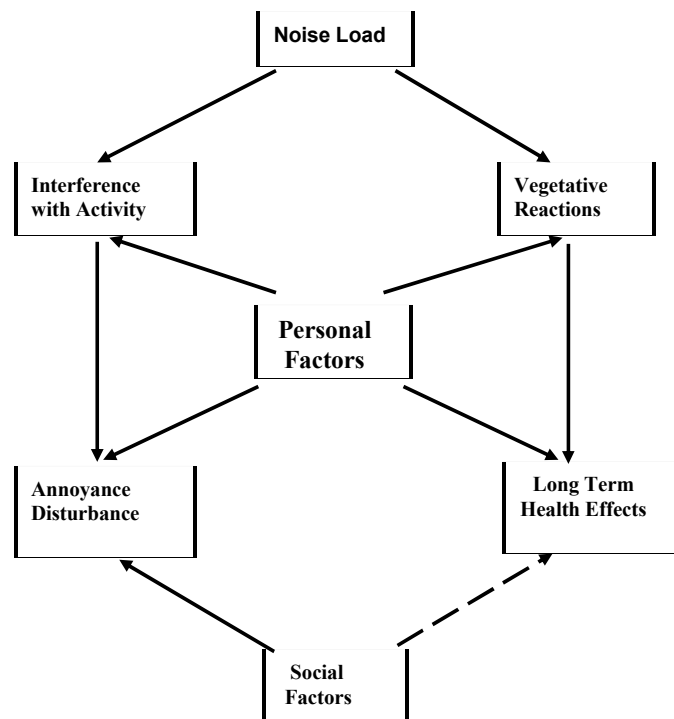 Noise Load
Interference
with Activity
Vegetative
Reactions
Personal
Factors
Annoyance
Disturbance
Long Term
Health Effects
Social
Factors